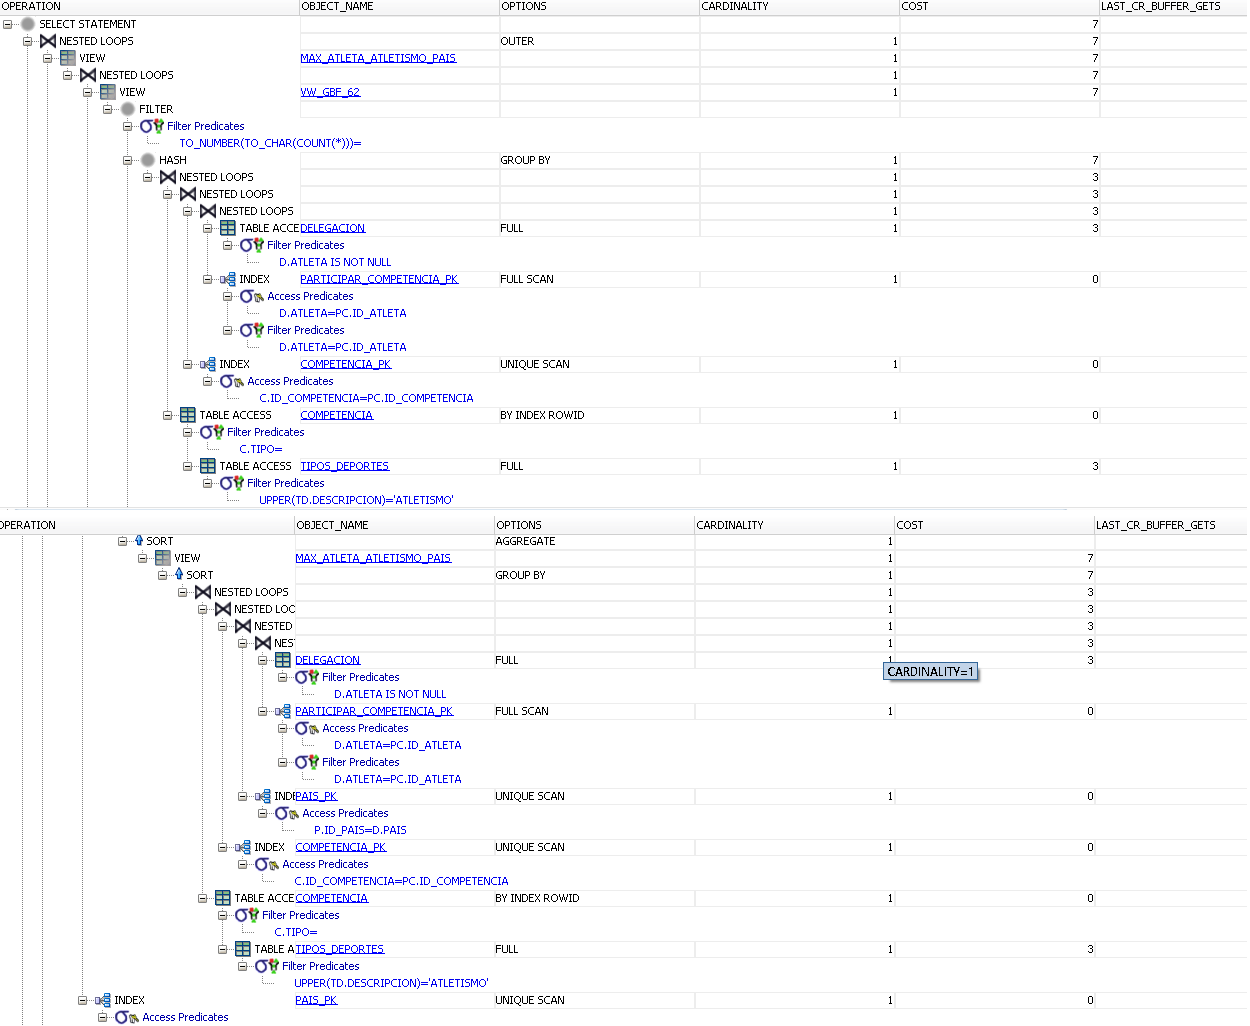 OPERATION OBJECT_NAME OPTIONS CARDINALITY COST LAST_CR_BUFFER_GETS
SELECT STATEMENT 7
NESTED LOOPS OUTER 1 7
VIEW MAX_ATLETA_ATLETISMO_PAIS 1 7
NESTED LOOPS 1 7
VIEW VW_GBF_62 1 7
FILTER
Filter Predicates
TO_NUMBER(TO_CHAR(COUNT(*)))=
HASH GROUP BY 1 7
NESTED LOOPS 1 3
NESTED LOOPS 1 3
NESTED LOOPS 1 3
TABLE ACCE DELEGACION FULL 1 3
Filter Predicates
D.ATLETA IS NOT NULL
INDEX PARTICIPAR_COMPETENCIA_PK FULL SCAN 1 0
Access Predicates
D.ATLETA=PC.ID_ATLETA
Filter Predicates
D.ATLETA=PC.ID_ATLETA
INDEX COMPETENCIA_PK UNIQUE SCAN 1 0
Access Predicates
C.ID_COMPETENCIA=PC.ID_COMPETENCIA
TABLE ACCESS COMPETENCIA BY INDEX ROWID 1 0
Filter Predicates
C.TIPO=
TABLE ACCESS TIPOS_DEPORTES FULL 1 3
Filter Predicates
UPPER(TD.DESCRIPCION)='ATLETISMO'
OPERATION OBJECT_NAME OPTIONS CARDINALITY COST LAST_CR_BUFFER_GETS
SORT AGGREGATE 1
VIEW MAX_ATLETA_ATLETISMO_PAIS 1 7
SORT GROUP BY 1 7
NESTED LOOPS 1 3
NESTED LOO 1 3
NESTED 1 3
NES 1 3
DELEGACION FULL 1 3
Filter Predicates CARDINALITY=1
D.ATLETA IS NOT NULL
PARTICIPAR_COMPETENCIA_PK FULL SCAN 1 0
Access Predicates
D.ATLETA=PC.ID_ATLETA
Filter Predicates
D.ATLETA=PC.ID_ATLETA
INDE PAIS_PK UNIQUE SCAN 1 0
Access Predicates
P.ID_PAIS=D.PAIS
INDEX COMPETENCIA_PK UNIQUE SCAN 1 0
Access Predicates
C.ID_COMPETENCIA=PC.ID_COMPETENCIA
TABLE ACCE COMPETENCIA BY INDEX ROWID 1 0
Filter Predicates
C.TIPO=
TABLE A TIPOS_DEPORTES FULL 1 3
Filter Predicates
UPPER(TD.DESCRIPCION)='ATLETISMO'
INDEX PAIS_PK UNIQUE SCAN 1 0
Access Predicates